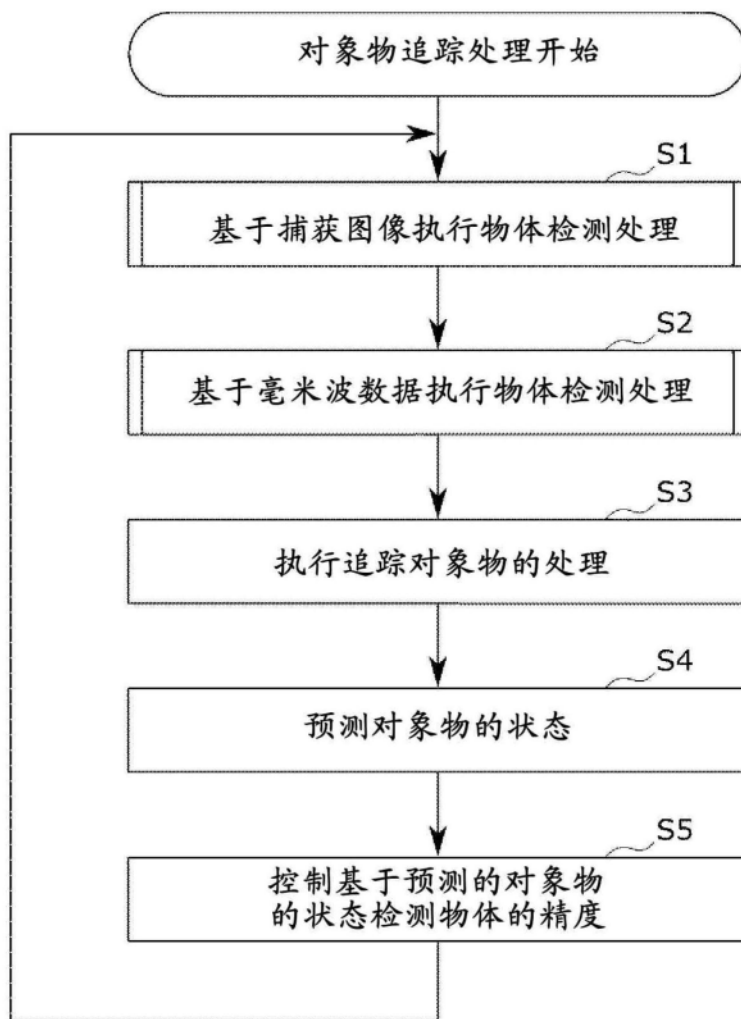 对象物追踪处理开始
S1
基于捕获图像执行物体检测处理
S2
基于毫米波数据执行物体检测处理
S3
执行追踪对象物的处理
S4
预测对象物的状态
S5
控制基于预测的对象物
的状态检测物体的精度